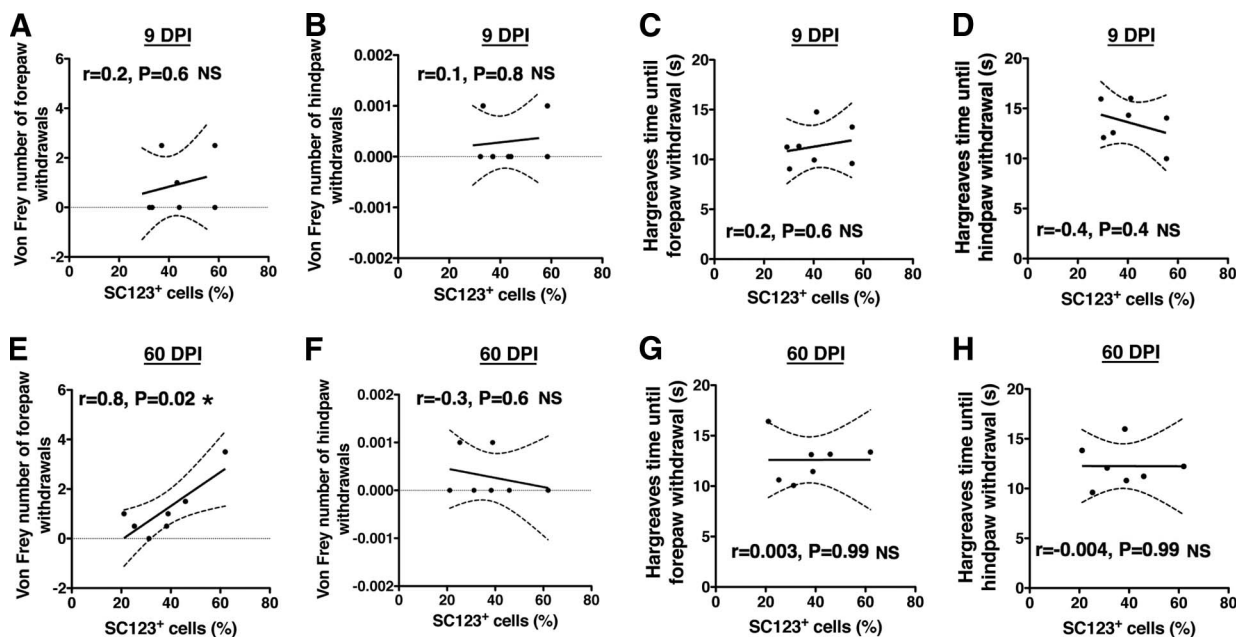 A
9 DPI
r=0.2, P=0.6 NS
Von Frey number of forepaw
withdrawals
6
4
2
0
-2
0 20 40 60 80
SC123⁺ cells (%)
B
9 DPI
r=0.1, P=0.8 NS
Von Frey number of hindpaw
withdrawals
0.002
0.001
0.000
-0.001
-0.002
0 20 40 60 80
SC123⁺ cells (%)
C
9 DPI
Hargreaves time until
forepaw withdrawal (s)
20
15
10
5
0
r=0.2, P=0.6 NS
0 20 40 60 80
SC123⁺ cells (%)
D
9 DPI
Hargreaves time until
hindpaw withdrawal (s)
20
15
10
5
0
r=-0.4, P=0.4 NS
0 20 40 60 80
SC123⁺ cells (%)
E
60 DPI
r=0.8, P=0.02 *
Von Frey number of forepaw
withdrawals
6
4
2
0
-2
0 20 40 60 80
SC123⁺ cells (%)
F
60 DPI
r=-0.3, P=0.6 NS
Von Frey number of hindpaw
withdrawals
0.002
0.001
0.000
-0.001
-0.002
0 20 40 60 80
SC123⁺ cells (%)
G
60 DPI
Hargreaves time until
forepaw withdrawal (s)
20
15
10
5
0
r=0.003, P=0.99 NS
0 20 40 60 80
SC123⁺ cells (%)
H
60 DPI
Hargreaves time until
hindpaw withdrawal (s)
20
15
10
5
0
r=-0.004, P=0.99 NS
0 20 40 60 80
SC123⁺ cells (%)